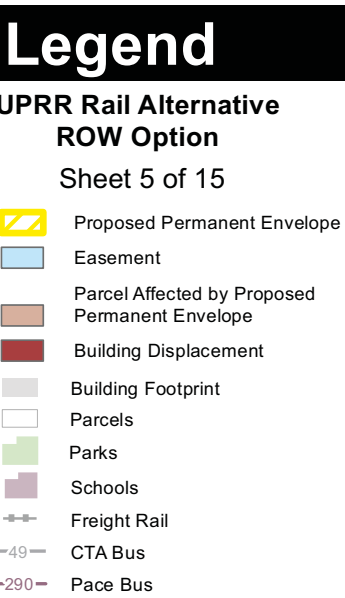 Legend
UPRR Rail Alternative
ROW Option
Sheet 5 of 15
Proposed Permanent Envelope
Easement
Parcel Affected by Proposed
Permanent Envelope
Building Displacement
Building Footprint
Parcels
Parks
Schools
Freight Rail
49 CTA Bus
290 Pace Bus